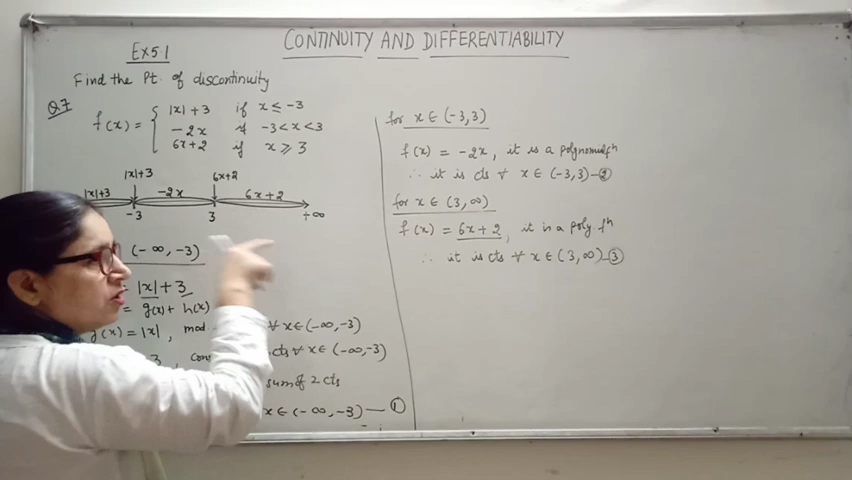 CONTINUITY AND DIFFERENTIABILITY
EX 5.1
Find the Pt. of discontinuity
Q7
f(x) = { |x| + 3 if x ≤ -3
-2x if -3 < x < 3
6x+2 if x ⩾ 3
|x|+3 6x+2
|x|+3 -2x 6x+2
-3 3 +∞
(-∞, -3)
|x| + 3
= g(x) + h(x)
g(x) = |x|, mod ∀ x ∈ (-∞, -3)
3, cts ∀ x ∈ (-∞, -3)
sum of 2 cts
x ∈ (-∞, -3) — ①
for x ∈ (-3, 3)
f(x) = -2x, it is a polynomial fⁿ
∴ it is cts ∀ x ∈ (-3, 3) - ②
for x ∈ (3, ∞)
f(x) = 6x + 2, it is a poly fⁿ
∴ it is cts ∀ x ∈ (3, ∞) - ③